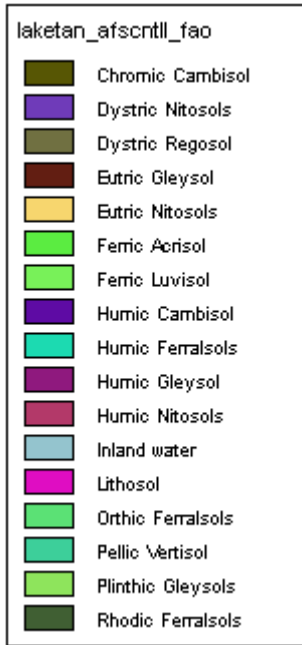 laketan_afscntll_fao
Chromic Cambisol
Dystric Nitosols
Dystric Regosol
Eutric Gleysol
Eutric Nitosols
Ferric Acrisol
Ferric Luvisol
Humic Cambisol
Humic Ferralsols
Humic Gleysol
Humic Nitosols
Inland water
Lithosol
Orthic Ferralsols
Pellic Vertisol
Plinthic Gleysols
Rhodic Ferralsols